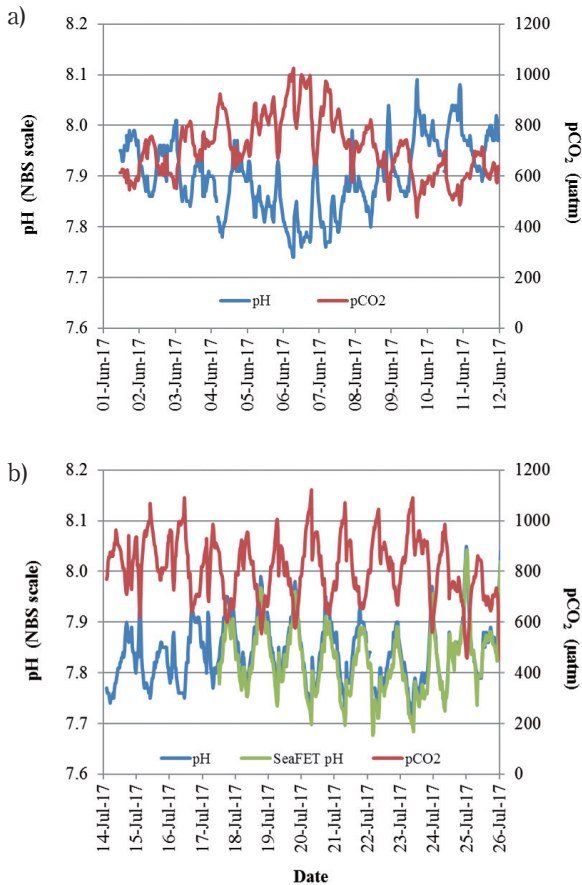 a)
8.2
8.1
8.0
7.9
7.8
7.7
7.6
pH (NBS scale)
1200
1000
800
600
400
200
0
pCO2 (µatm)
pH
pCO2
01-Jun-17
02-Jun-17
03-Jun-17
04-Jun-17
05-Jun-17
06-Jun-17
07-Jun-17
08-Jun-17
09-Jun-17
10-Jun-17
11-Jun-17
12-Jun-17
b)
8.2
8.1
8.0
7.9
7.8
7.7
7.6
pH (NBS scale)
1200
1000
800
600
400
200
0
pCO2 (µatm)
pH
SeaFET pH
pCO2
14-Jul-17
15-Jul-17
16-Jul-17
17-Jul-17
18-Jul-17
19-Jul-17
20-Jul-17
21-Jul-17
22-Jul-17
23-Jul-17
24-Jul-17
25-Jul-17
26-Jul-17
Date